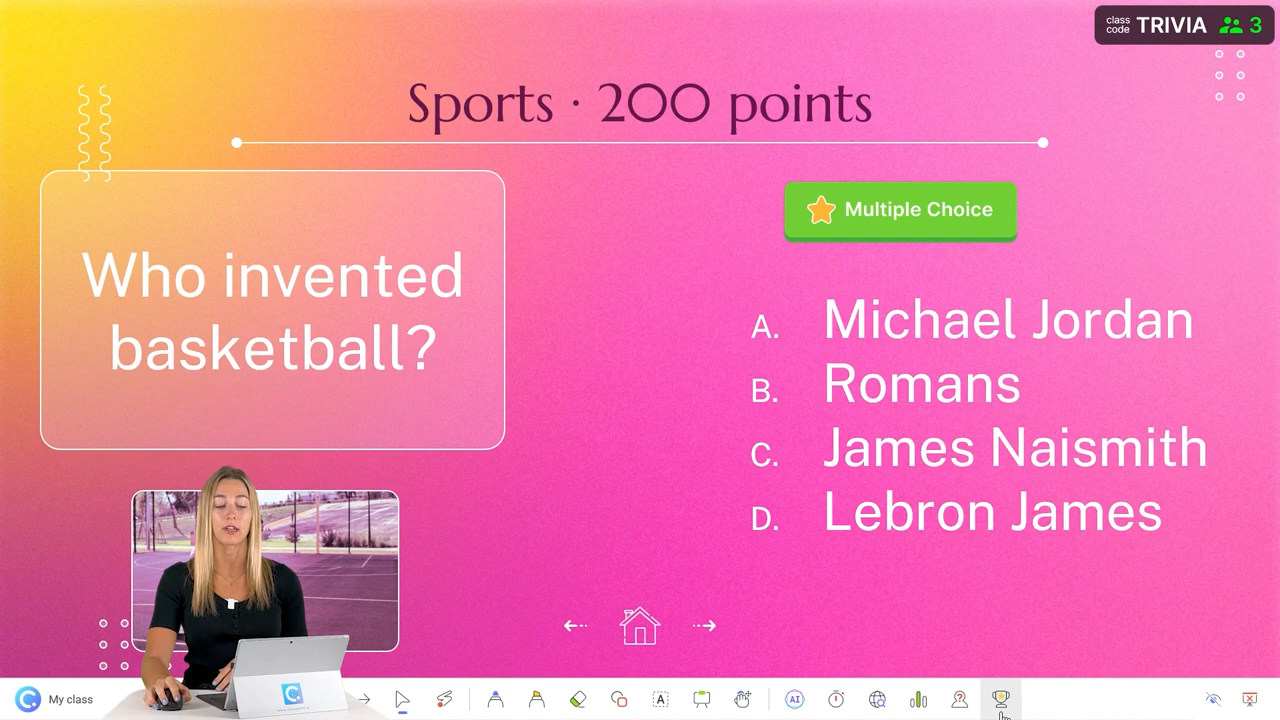 class
code TRIVIA 3
Sports · 200 points
Who invented
basketball?
Multiple Choice
A. Michael Jordan
B. Romans
C. James Naismith
D. Lebron James
My class
A
AI